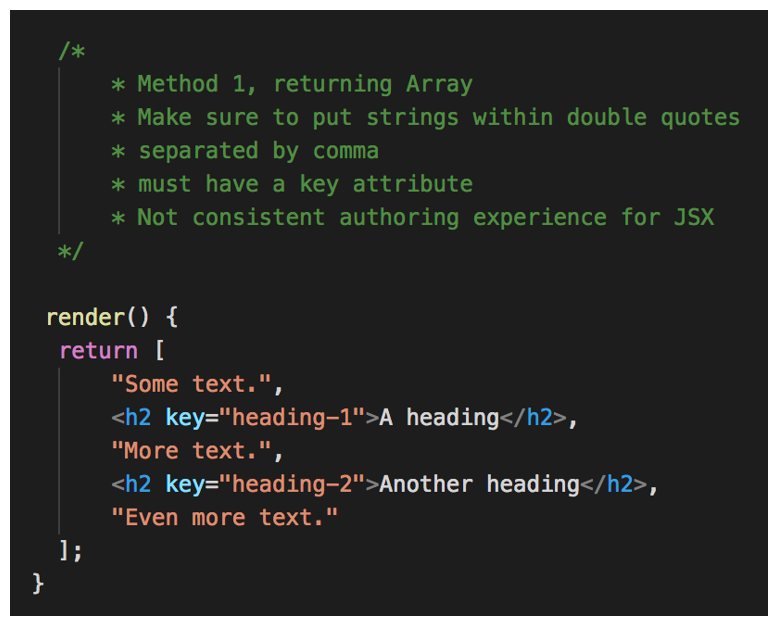 /*
* Method 1, returning Array
* Make sure to put strings within double quotes
* separated by comma
* must have a key attribute
* Not consistent authoring experience for JSX
*/
render() {
return [
"Some text.",
<h2 key="heading-1">A heading</h2>,
"More text.",
<h2 key="heading-2">Another heading</h2>,
"Even more text."
];
}